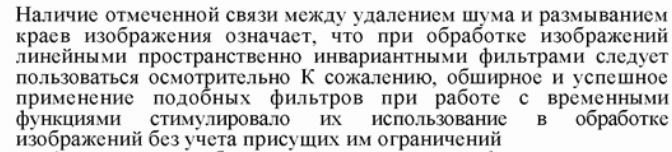 Наличие отмеченной связи между удалением шума и размыванием
краев изображения означает, что при обработке изображений
линейными пространственно инвариантными фильтрами следует
пользоваться осмотрительно К сожалению, обширное и успешное
применение подобных фильтров при работе с временными
функциями стимулировало их использование в обработке
изображений без учета присущих им ограничений